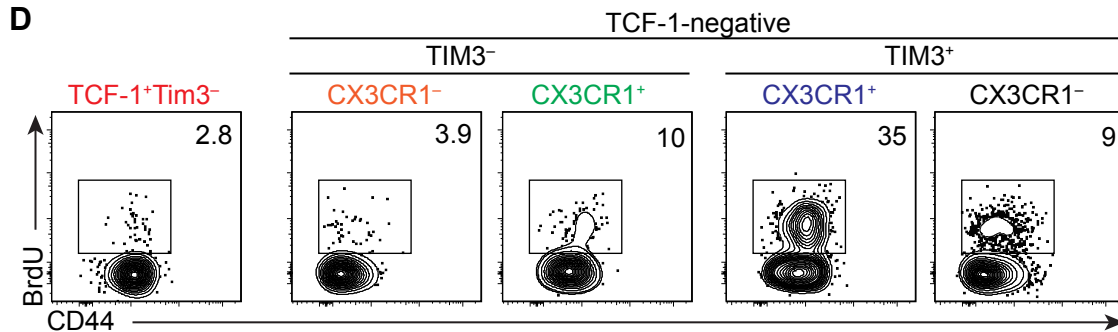 D
TCF-1-negative
TIM3⁻ TIM3⁺
TCF-1⁺Tim3⁻ CX3CR1⁻ CX3CR1⁺ CX3CR1⁺ CX3CR1⁻
2.8 3.9 10 35 9
BrdU
CD44